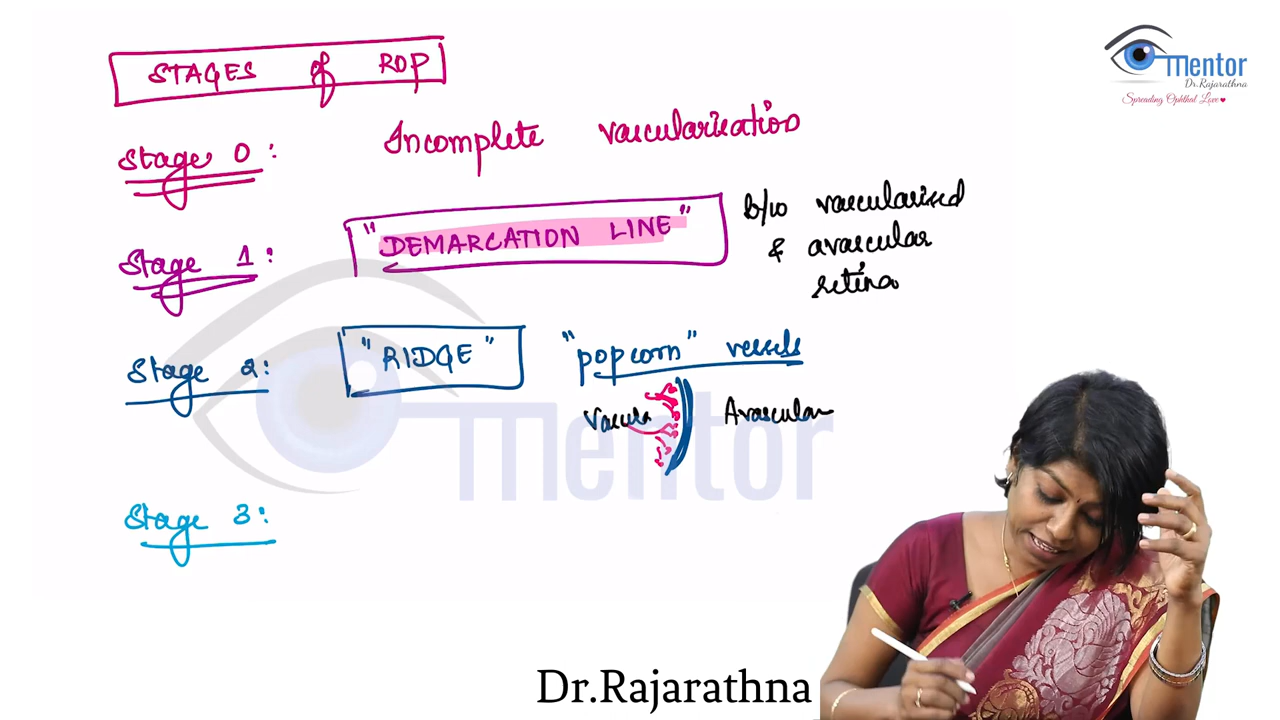 STAGES of ROP
Stage 0: Incomplete vascularisation
Stage 1: "DEMARCATION LINE" b/w vascularised
& avascular
retina
Stage 2: "RIDGE" "popcorn" vessels
Vascular Avascular
Stage 3:
eMentor
Dr.Rajarathna
Spreading Ophthal Love
mentor
Dr.Rajarathna